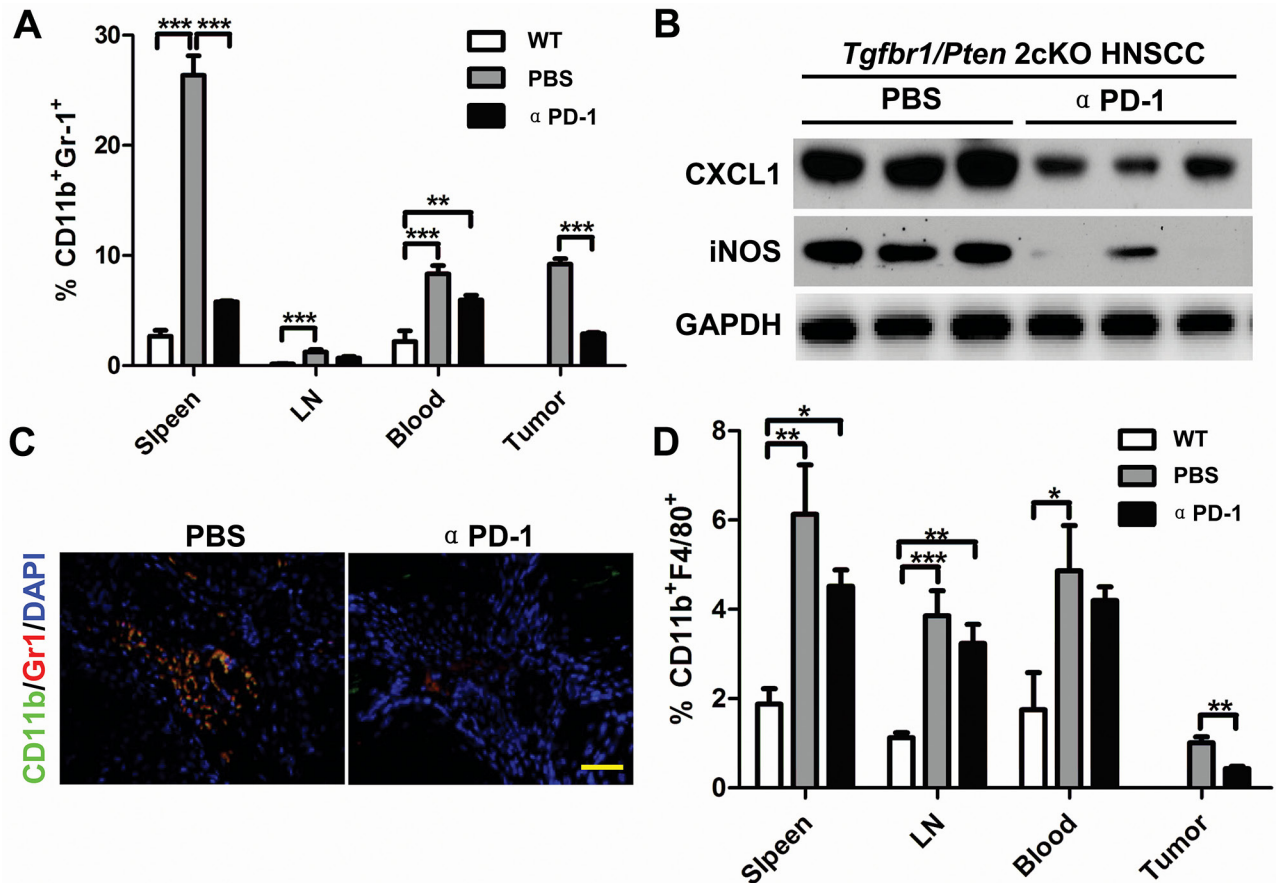 A
30
20
10
0
% CD11b+Gr-1+
*** ***
***
***
**
***
WT
PBS
α PD-1
Slpeen
LN
Blood
Tumor
B
Tgfbr1/Pten 2cKO HNSCC
PBS
α PD-1
CXCL1
iNOS
GAPDH
C
PBS
α PD-1
CD11b/Gr1/DAPI
D
8
6
4
2
0
% CD11b+F4/80+
*
**
**
***
*
**
WT
PBS
α PD-1
Slpeen
LN
Blood
Tumor